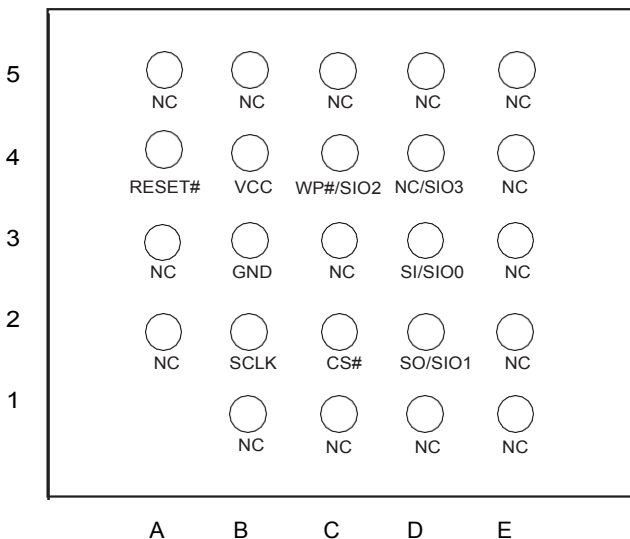 5
NC NC NC NC NC
4
RESET# VCC WP#/SIO2 NC/SIO3 NC
3
NC GND NC SI/SIO0 NC
2
NC SCLK CS# SO/SIO1 NC
1
NC NC NC NC
A B C D E